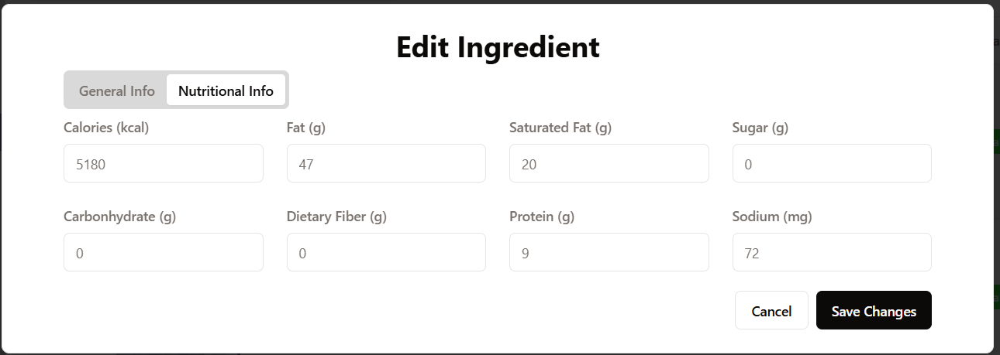 Edit Ingredient
General Info Nutritional Info
Calories (kcal) Fat (g) Saturated Fat (g) Sugar (g)
5180 47 20 0
Carbonhydrate (g) Dietary Fiber (g) Protein (g) Sodium (mg)
0 0 9 72
Cancel Save Changes